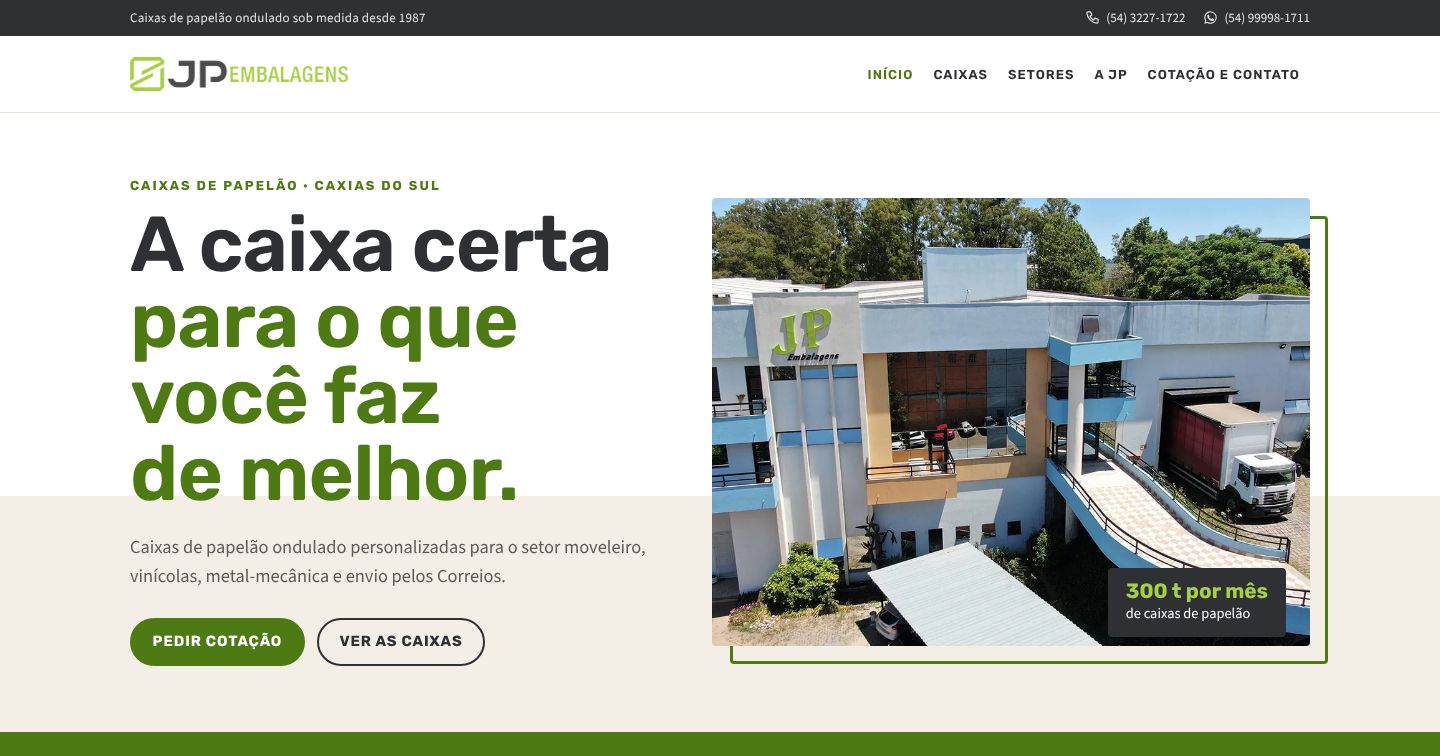 Caixas de papelão ondulado sob medida desde 1987
(54) 3227-1722
(54) 99998-1711
JP EMBALAGENS
INÍCIO
CAIXAS
SETORES
A JP
COTAÇÃO E CONTATO
CAIXAS DE PAPELÃO • CAXIAS DO SUL
A caixa certa
para o que
você faz
de melhor.
Caixas de papelão ondulado personalizadas para o setor moveleiro,
vinícolas, metal-mecânica e envio pelos Correios.
PEDIR COTAÇÃO
VER AS CAIXAS
JP
Embalagens
300 t por mês
de caixas de papelão